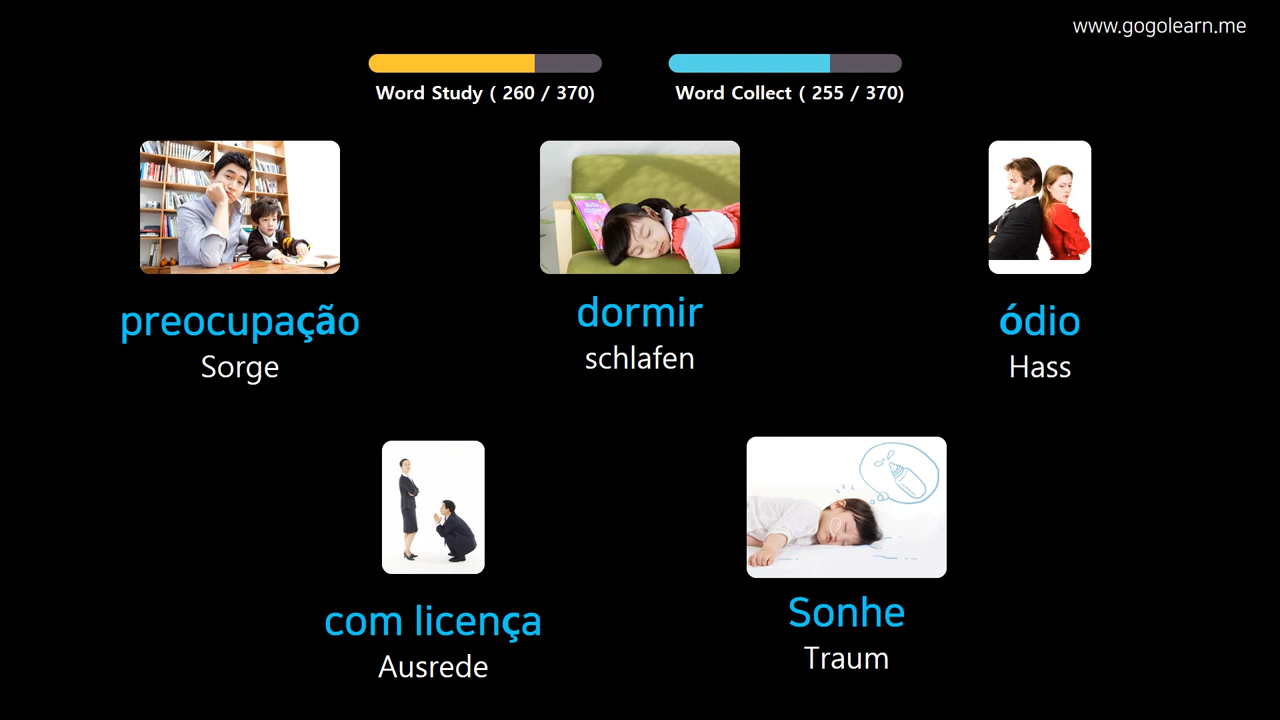 www.gogolearn.me
Word Study ( 260 / 370)
Word Collect ( 255 / 370)
preocupação
Sorge
dormir
schlafen
ódio
Hass
com licença
Ausrede
Sonhe
Traum